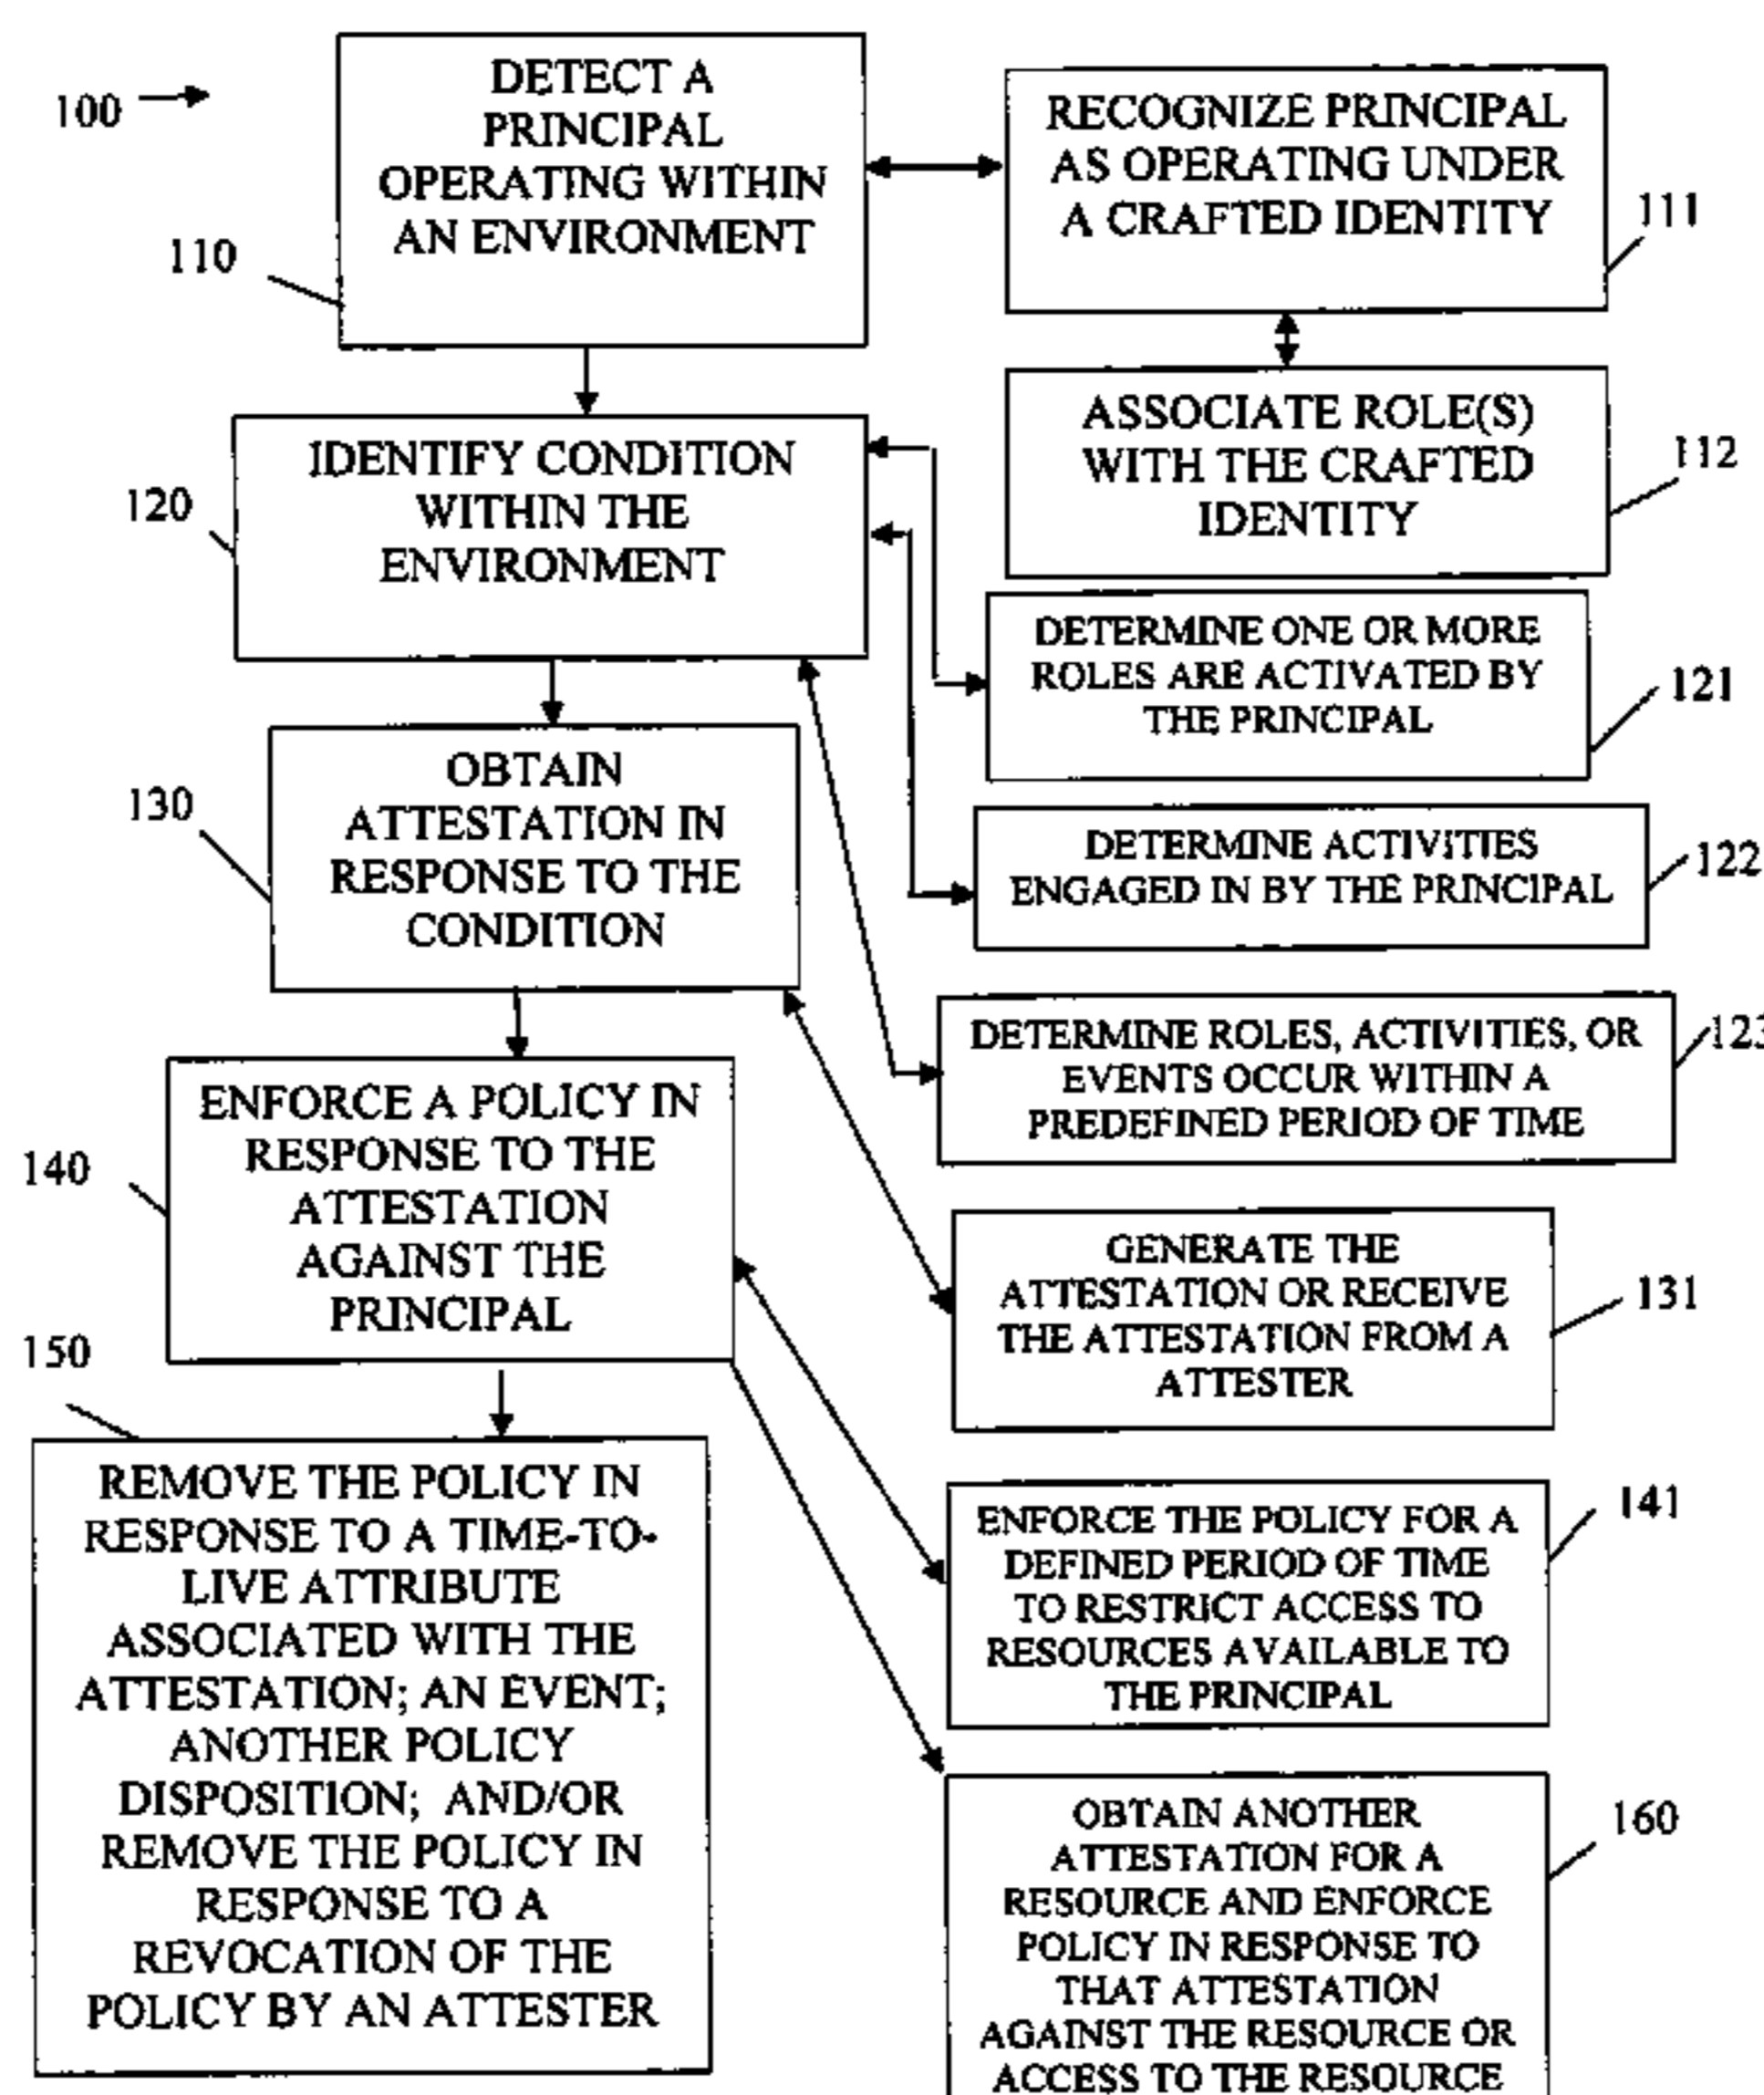 100
DETECT A
PRINCIPAL
OPERATING WITHIN
AN ENVIRONMENT
110
RECOGNIZE PRINCIPAL
AS OPERATING UNDER
A CRAFTED IDENTITY
111
ASSOCIATE ROLE(S)
WITH THE CRAFTED
IDENTITY
112
IDENTIFY CONDITION
WITHIN THE
ENVIRONMENT
120
DETERMINE ONE OR MORE
ROLES ARE ACTIVATED BY
THE PRINCIPAL
121
DETERMINE ACTIVITIES
ENGAGED IN BY THE PRINCIPAL
122
DETERMINE ROLES, ACTIVITIES, OR
EVENTS OCCUR WITHIN A
PREDEFINED PERIOD OF TIME
123
OBTAIN
ATTESTATION IN
RESPONSE TO THE
CONDITION
130
GENERATE THE
ATTESTATION OR RECEIVE
THE ATTESTATION FROM A
ATTESTER
131
ENFORCE A POLICY IN
RESPONSE TO THE
ATTESTATION
AGAINST THE
PRINCIPAL
140
ENFORCE THE POLICY FOR A
DEFINED PERIOD OF TIME
TO RESTRICT ACCESS TO
RESOURCES AVAILABLE TO
THE PRINCIPAL
141
150
REMOVE THE POLICY IN
RESPONSE TO A TIME-TO-
LIVE ATTRIBUTE
ASSOCIATED WITH THE
ATTESTATION; AN EVENT;
ANOTHER POLICY
DISPOSITION; AND/OR
REMOVE THE POLICY IN
RESPONSE TO A
REVOCATION OF THE
POLICY BY AN ATTESTER
OBTAIN ANOTHER
ATTESTATION FOR A
RESOURCE AND ENFORCE
POLICY IN RESPONSE TO
THAT ATTESTATION
AGAINST THE RESOURCE OR
ACCESS TO THE RESOURCE
160